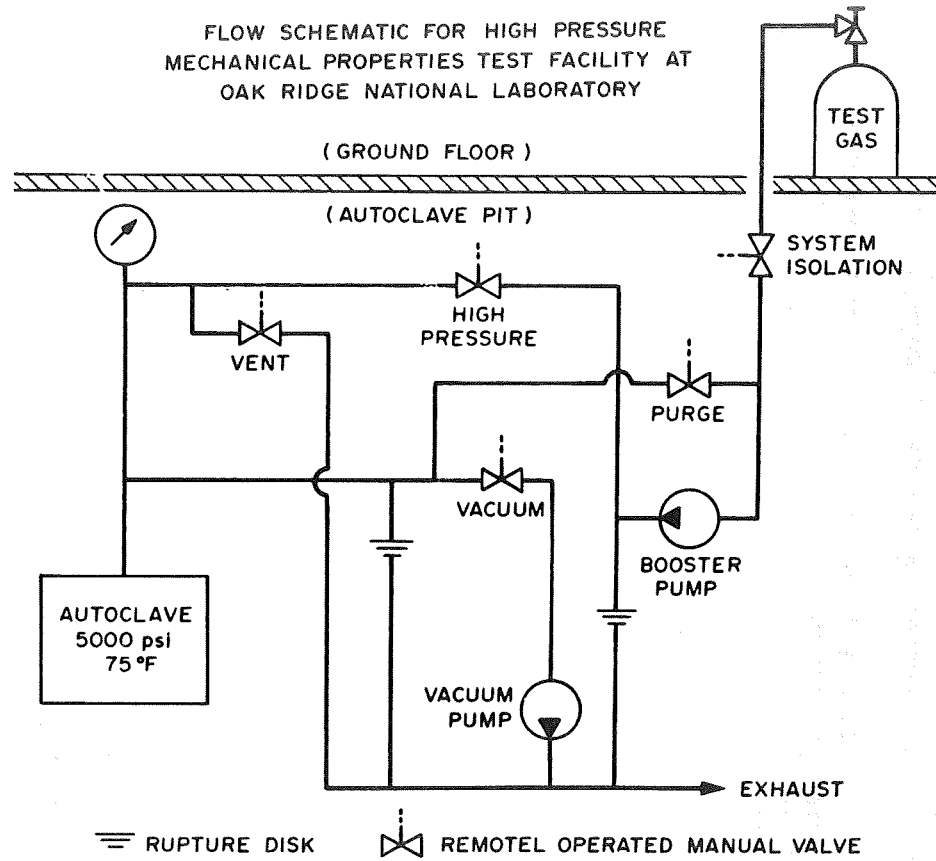 FLOW SCHEMATIC FOR HIGH PRESSURE
MECHANICAL PROPERTIES TEST FACILITY AT
OAK RIDGE NATIONAL LABORATORY
TEST
GAS
( GROUND FLOOR )
( AUTOCLAVE PIT )
SYSTEM
ISOLATION
HIGH
PRESSURE
VENT
PURGE
VACUUM
BOOSTER
PUMP
AUTOCLAVE
5000 psi
75 °F
VACUUM
PUMP
EXHAUST
RUPTURE DISK
REMOTEL OPERATED MANUAL VALVE